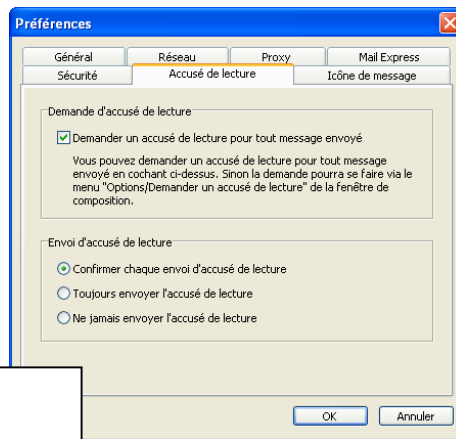 Préférences
Général Réseau Proxy Mail Express
Sécurité Accusé de lecture Icône de message
Demande d'accusé de lecture
Demander un accusé de lecture pour tout message envoyé
Vous pouvez demander un accusé de lecture pour tout message
envoyé en cochant ci-dessus. Sinon la demande pourra se faire via le
menu "Options/Demander un accusé de lecture" de la fenêtre de
composition.
Envoi d'accusé de lecture
Confirmer chaque envoi d'accusé de lecture
Toujours envoyer l'accusé de lecture
Ne jamais envoyer l'accusé de lecture
OK Annuler